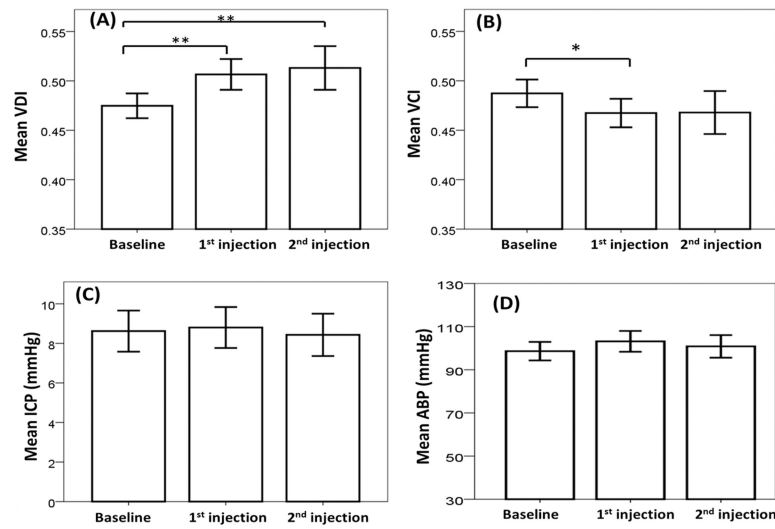 (A)
**
**
Mean VDI
0.55
0.50
0.45
0.40
0.35
Baseline 1st injection 2nd injection
(B)
*
Mean VCI
0.55
0.50
0.45
0.40
0.35
Baseline 1st injection 2nd injection
(C)
Mean ICP (mmHg)
10
8
6
4
2
0
Baseline 1st injection 2nd injection
(D)
Mean ABP (mmHg)
130
110
90
70
50
30
Baseline 1st injection 2nd injection